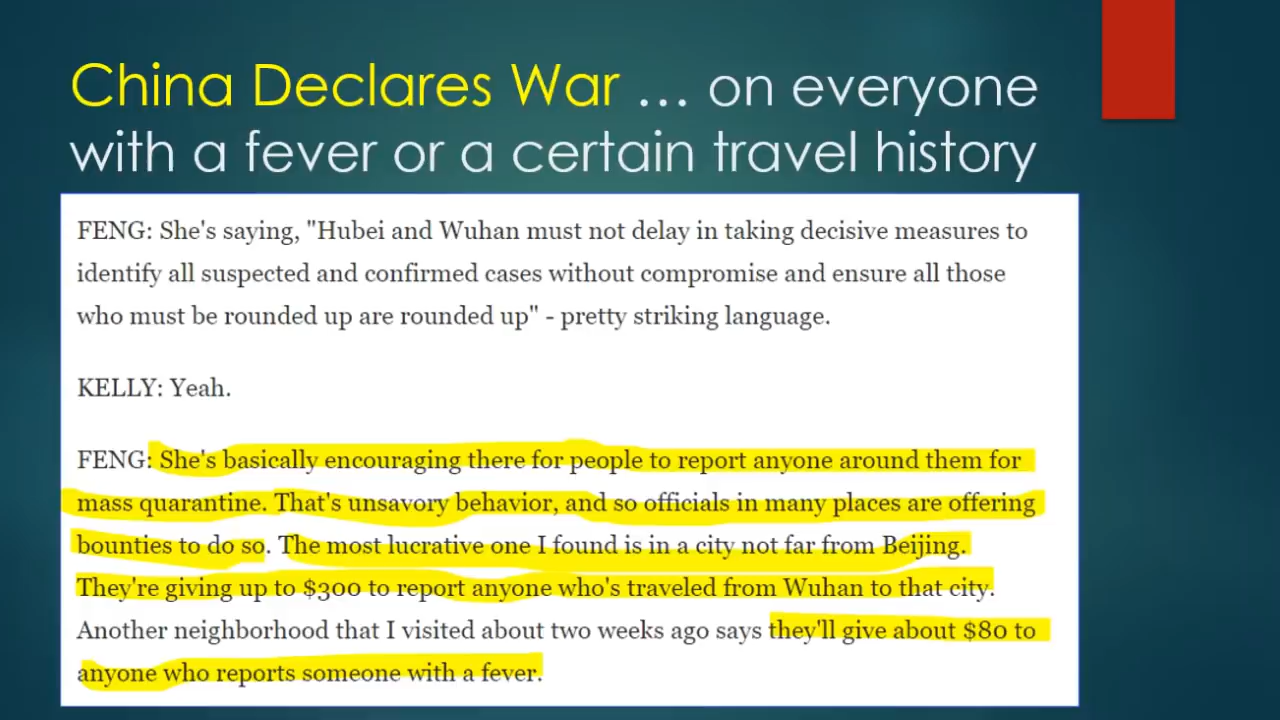 China Declares War … on everyone
with a fever or a certain travel history
FENG: She's saying, "Hubei and Wuhan must not delay in taking decisive measures to
identify all suspected and confirmed cases without compromise and ensure all those
who must be rounded up are rounded up" - pretty striking language.
KELLY: Yeah.
FENG: She's basically encouraging there for people to report anyone around them for
mass quarantine. That's unsavory behavior, and so officials in many places are offering
bounties to do so. The most lucrative one I found is in a city not far from Beijing.
They're giving up to $300 to report anyone who's traveled from Wuhan to that city.
Another neighborhood that I visited about two weeks ago says they'll give about $80 to
anyone who reports someone with a fever.